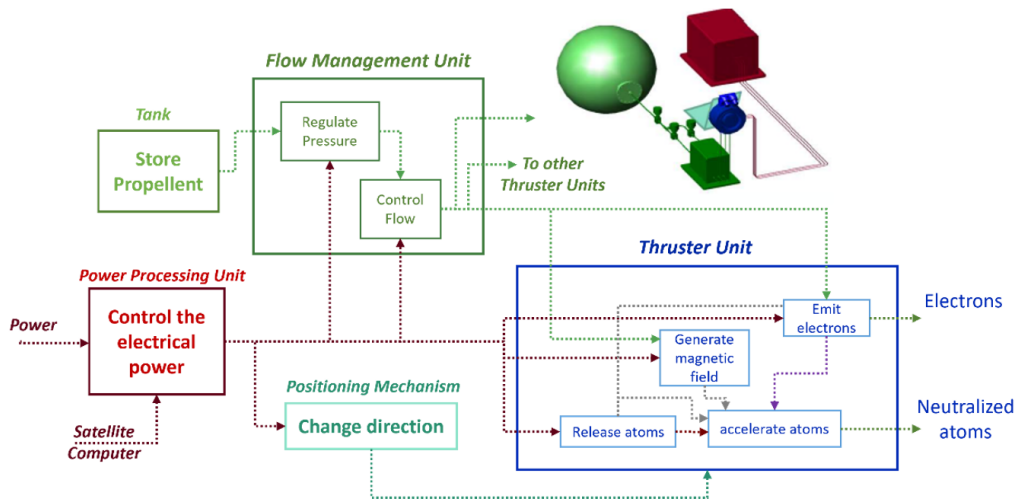 Flow Management Unit
Tank
Store
Propellent
Regulate
Pressure
Control
Flow
To other
Thruster Units
Thruster Unit
Power Processing Unit
Control the
electrical
power
Power
Satellite
Computer
Positioning Mechanism
Change direction
Emit
electrons
Generate
magnetic
field
Release atoms
accelerate atoms
Electrons
Neutralized
atoms